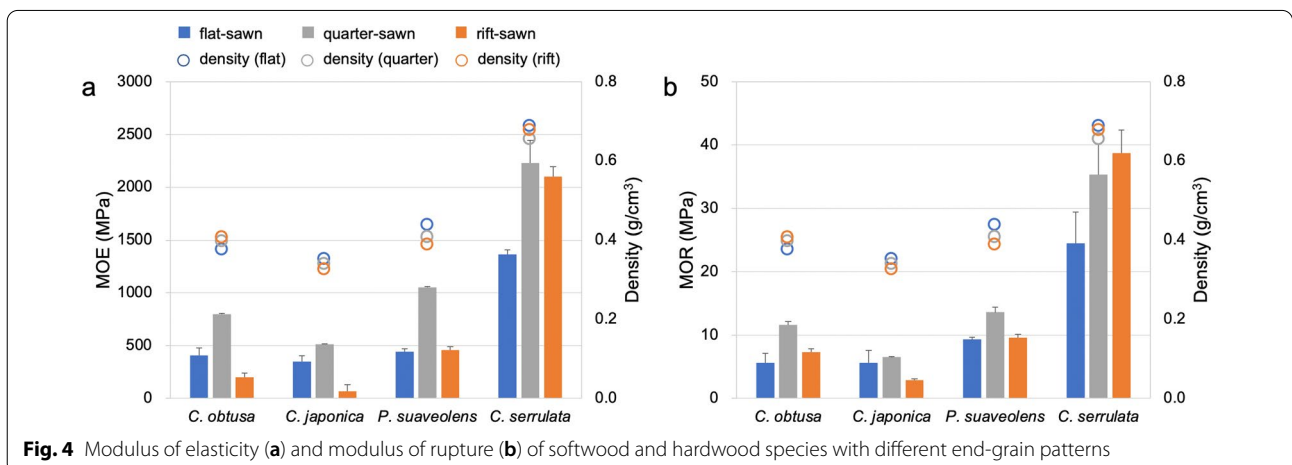 flat-sawn quarter-sawn rift-sawn
density (flat) density (quarter) density (rift)
a
3000
2500
2000
1500
1000
500
0
MOE (MPa)
0.8
0.6
0.4
0.2
0.0
Density (g/cm³)
C. obtusa C. japonica P. suaveolens C. serrulata
b
50
40
30
20
10
0
MOR (MPa)
0.8
0.6
0.4
0.2
0.0
Density (g/cm³)
C. obtusa C. japonica P. suaveolens C. serrulata
Fig. 4 Modulus of elasticity (a) and modulus of rupture (b) of softwood and hardwood species with different end-grain patterns